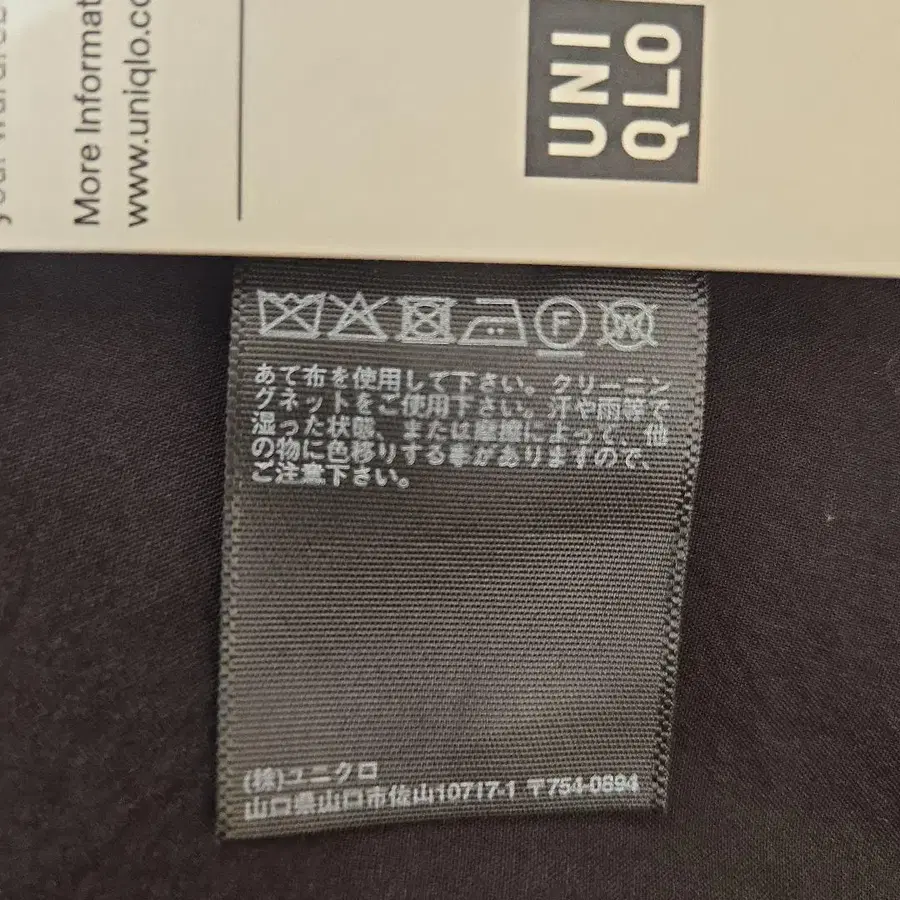 More Informat
www.uniqlo.co
UNI
QLO
F
W
あて布を使用して下さい。クリーニン
グネットをご使用下さい。汗や雨等で
湿った状態、または摩擦によって、他
の物に色移りする事がありますので、
ご注意下さい。
(株)ユニクロ
山口県山口市佐山10717-1 〒754-0894